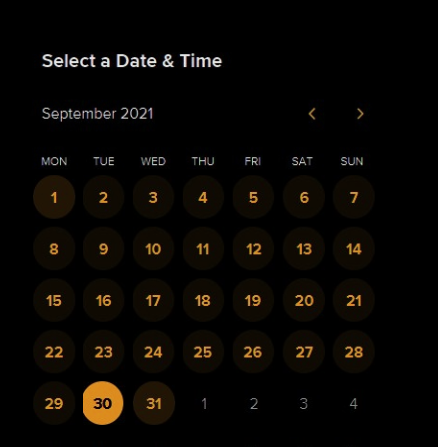 Select a Date & Time
September 2021
MON TUE WED THU FRI SAT SUN
1 2 3 4 5 6 7
8 9 10 11 12 13 14
15 16 17 18 19 20 21
22 23 24 25 26 27 28
29 30 31 1 2 3 4